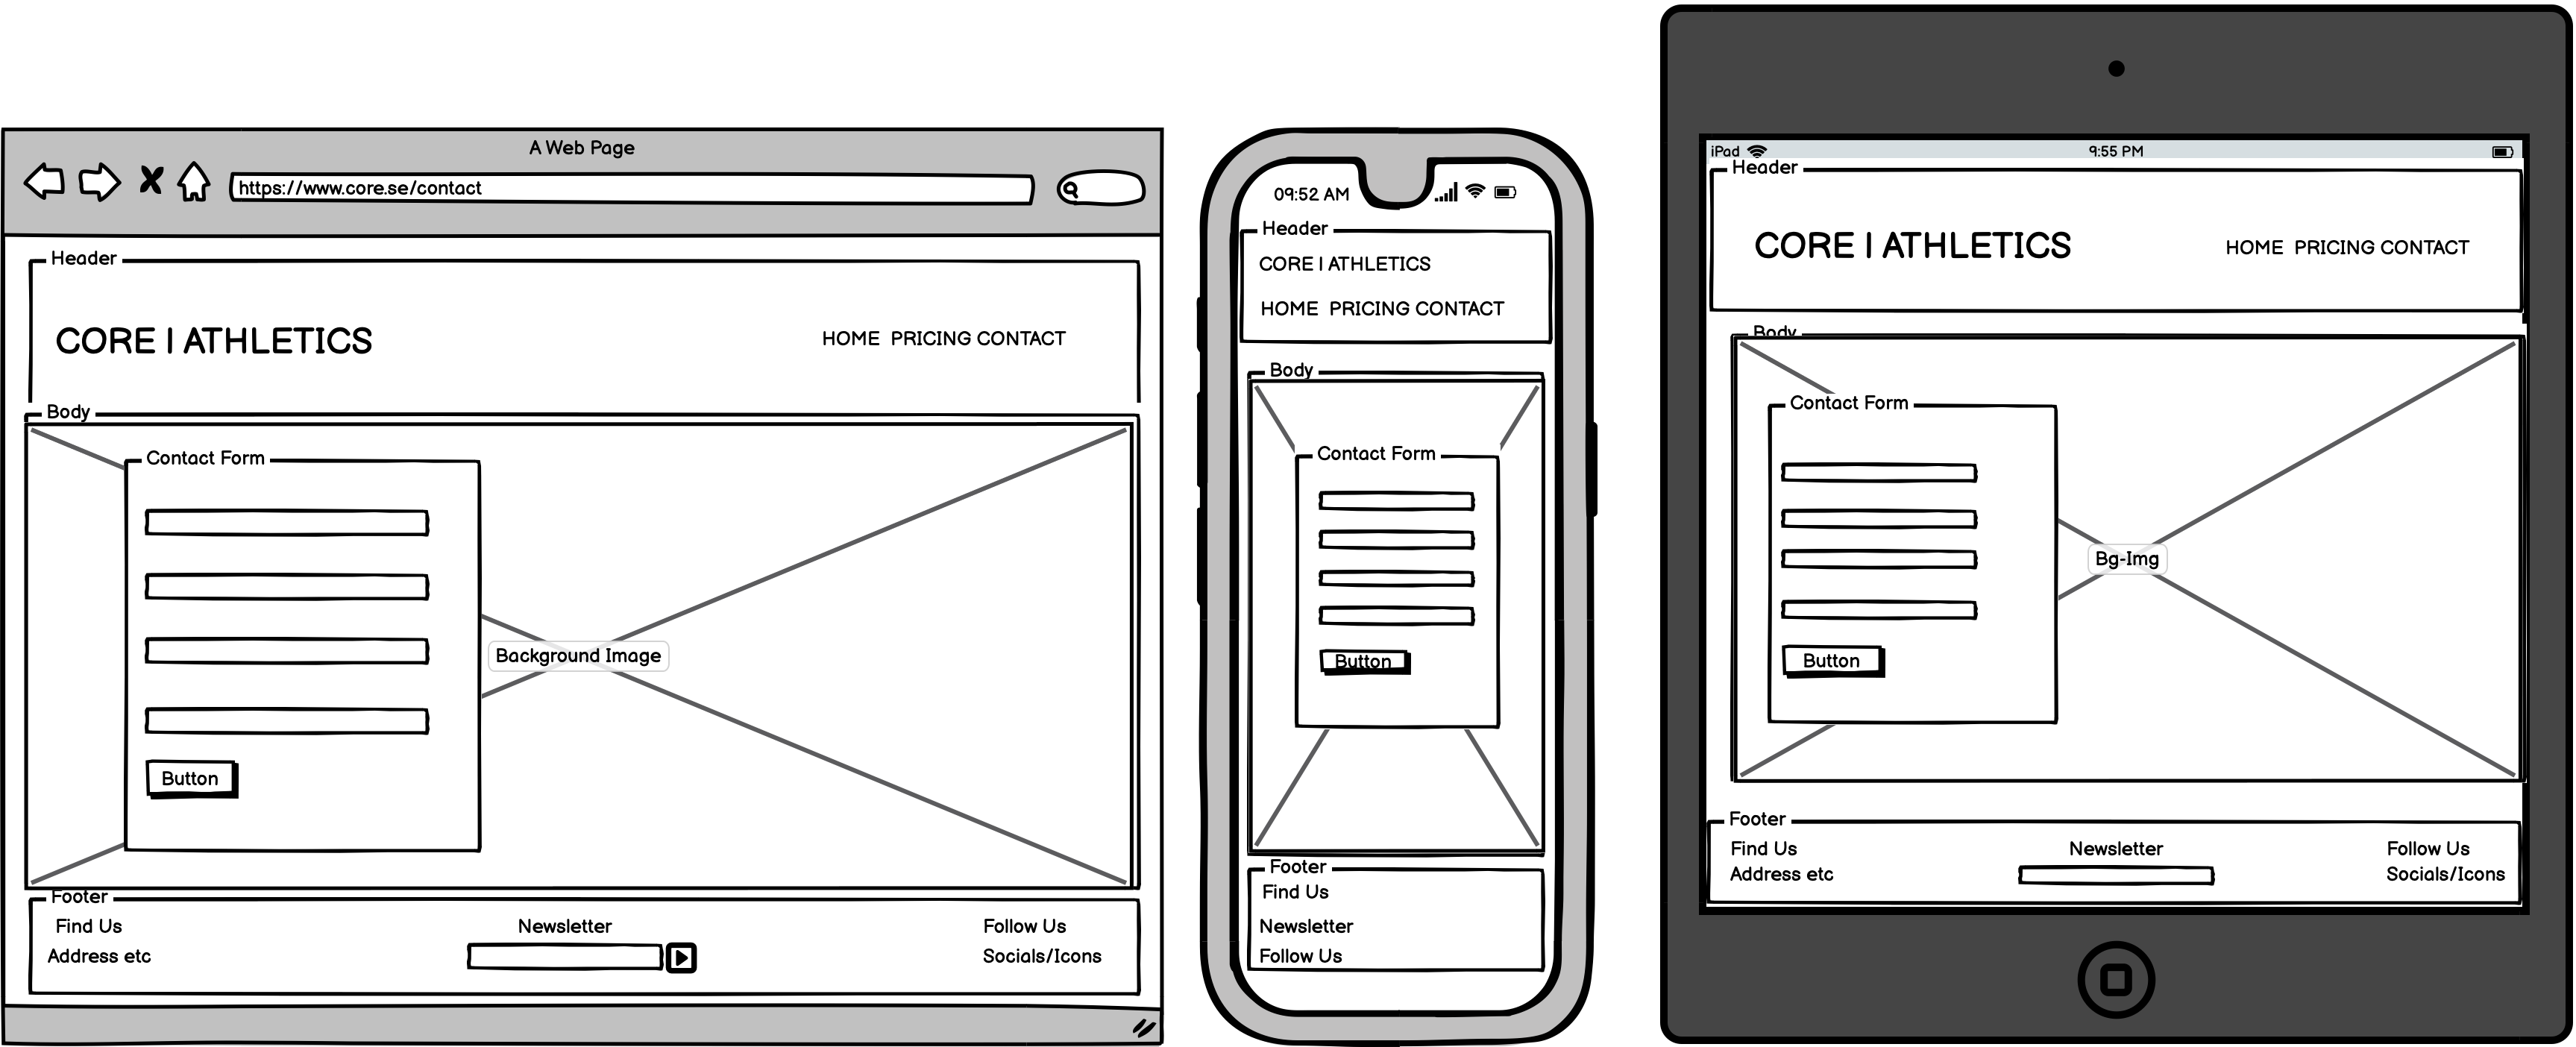 A Web Page
https://www.core.se/contact
Header
CORE | ATHLETICS
HOME PRICING CONTACT
Body
Contact Form
Background Image
Button
Footer
Find Us
Newsletter
Follow Us
Address etc
Socials/Icons
09:52 AM
Header
CORE | ATHLETICS
HOME PRICING CONTACT
Body
Contact Form
Button
Footer
Find Us
Newsletter
Follow Us
iPad
9:55 PM
Header
CORE | ATHLETICS
HOME PRICING CONTACT
Body
Contact Form
Bg-Img
Button
Footer
Find Us
Newsletter
Follow Us
Address etc
Socials/Icons